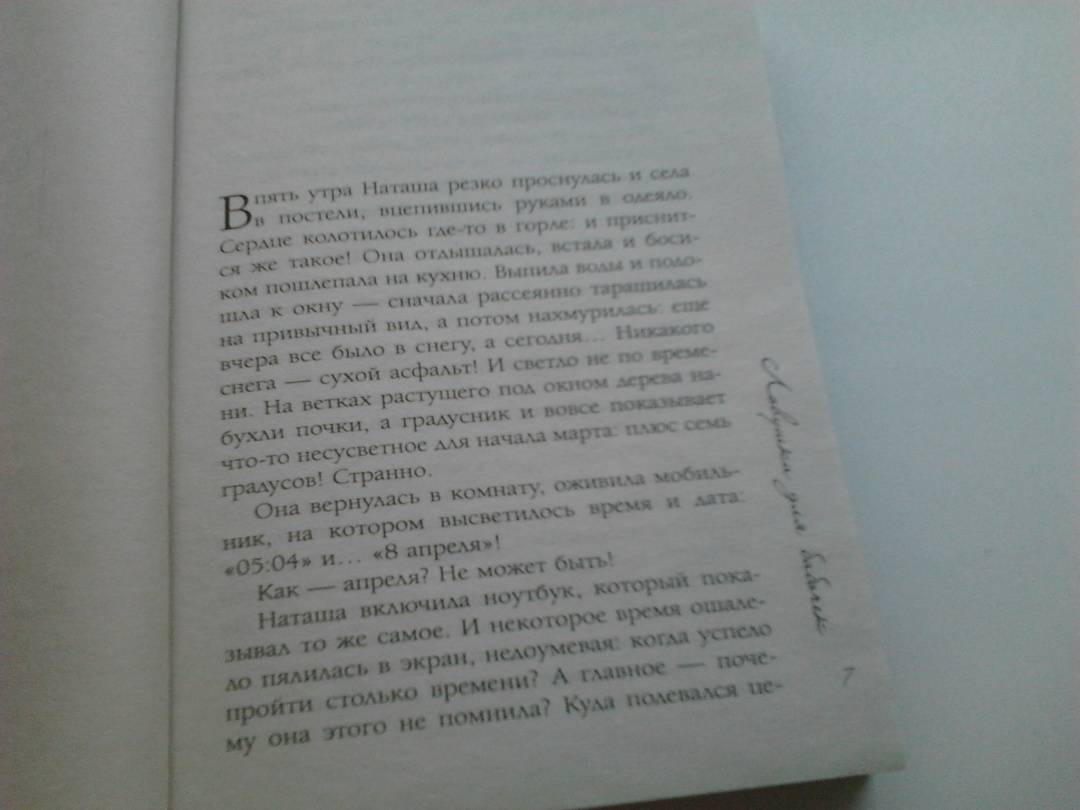 В пять утра Наташа резко проснулась и села
в постели, вцепившись руками в одеяло.
Сердце колотилось где-то в горле: и приснит-
ся же такое! Она отдышалась, встала и боси-
ком пошлепала на кухню. Выпила воды и подо-
шла к окну — сначала рассеянно таращилась
на привычный вид, а потом нахмурилась: еще
вчера все было в снегу, а сегодня… Никакого
снега — сухой асфальт! И светло не по време-
ни. На ветках растущего под окном дерева на-
бухли почки, а градусник и вовсе показывает
что-то несусветное для начала марта: плюс семь
градусов! Странно.
Она вернулась в комнату, оживила мобиль-
ник, на котором высветилось время и дата:
«05:04» и… «8 апреля»!
Как — апреля? Не может быть!
Наташа включила ноутбук, который пока-
зывал то же самое. И некоторое время ошале-
ло пялилась в экран, недоумевая: когда успело
пройти столько времени? А главное — поче-
му она этого не помнила? Куда подевался це-
Ловушки для бабочек
7